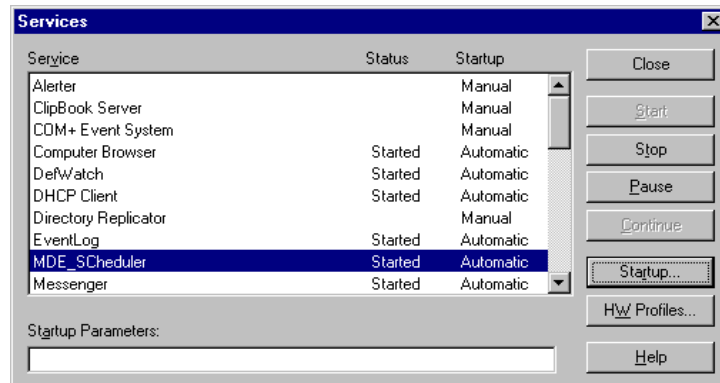 Services
Service Status Startup
Alerter Manual
ClipBook Server Manual
COM+ Event System Manual
Computer Browser Started Automatic
DefWatch Started Automatic
DHCP Client Started Automatic
Directory Replicator Manual
EventLog Started Automatic
MDE_SCheduler Started Automatic
Messenger Started Automatic
Startup Parameters:
Close
Start
Stop
Pause
Continue
Startup...
HW Profiles...
Help